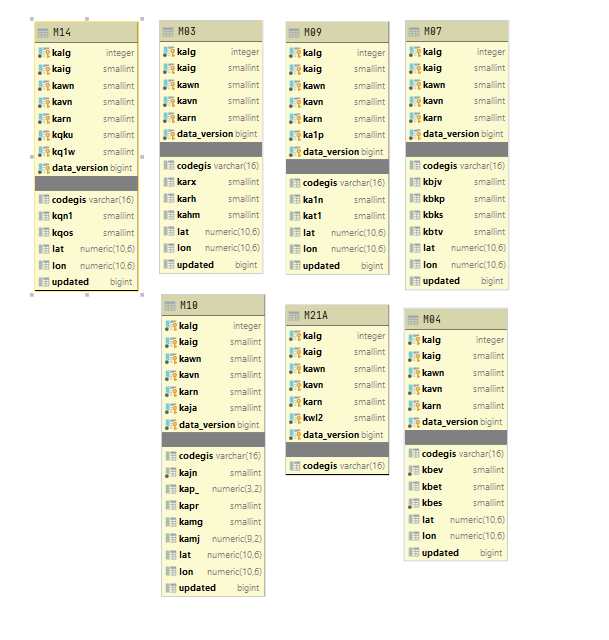 M14
kalg integer
kaig smallint
kawn smallint
kavn smallint
karn smallint
kqku smallint
kq1w smallint
data_version bigint
codegis varchar(16)
kqn1 smallint
kqos smallint
lat numeric(10,6)
lon numeric(10,6)
updated bigint
M03
kalg integer
kaig smallint
kawn smallint
kavn smallint
karn smallint
data_version bigint
codegis varchar(16)
karx smallint
karh smallint
kahm smallint
lat numeric(10,6)
lon numeric(10,6)
updated bigint
M09
kalg integer
kaig smallint
kawn smallint
kavn smallint
karn smallint
ka1p smallint
data_version bigint
codegis varchar(16)
ka1n smallint
kat1 smallint
lat numeric(10,6)
lon numeric(10,6)
updated bigint
M07
kalg integer
kaig smallint
kawn smallint
kavn smallint
karn smallint
data_version bigint
codegis varchar(16)
kbjv smallint
kbkp smallint
kbks smallint
kbtv smallint
lat numeric(10,6)
lon numeric(10,6)
updated bigint
M10
kalg integer
kaig smallint
kawn smallint
kavn smallint
karn smallint
kaja smallint
data_version bigint
codegis varchar(16)
kajn smallint
kap_ numeric(3,2)
kapr smallint
kamg smallint
kamj numeric(9,2)
lat numeric(10,6)
lon numeric(10,6)
updated bigint
M21A
kalg integer
kaig smallint
kawn smallint
kavn smallint
karn smallint
kwl2 smallint
data_version bigint
codegis varchar(16)
M04
kalg integer
kaig smallint
kawn smallint
kavn smallint
karn smallint
data_version bigint
codegis varchar(16)
kbev smallint
kbet smallint
kbes smallint
lat numeric(10,6)
lon numeric(10,6)
updated bigint